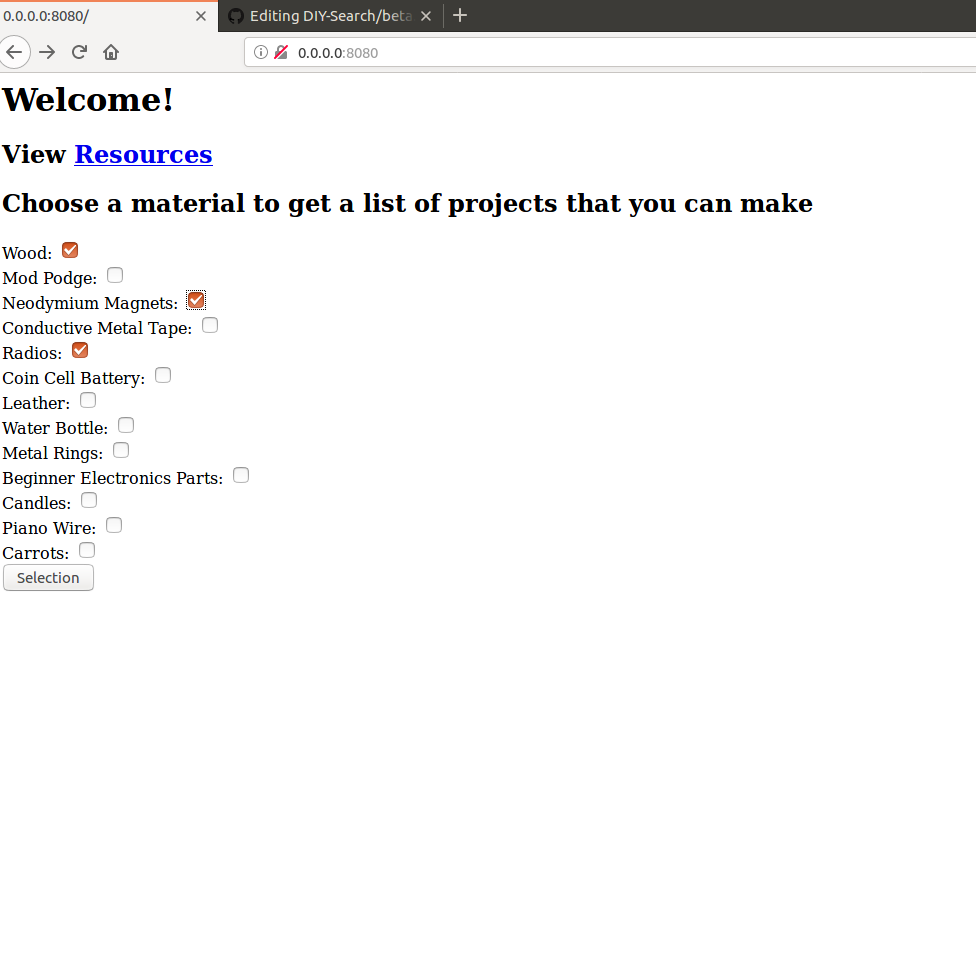 0.0.0.0:8080/
Editing DIY-Search/beta
0.0.0.0:8080
Welcome!
View Resources
Choose a material to get a list of projects that you can make
Wood:
Mod Podge:
Neodymium Magnets:
Conductive Metal Tape:
Radios:
Coin Cell Battery:
Leather:
Water Bottle:
Metal Rings:
Beginner Electronics Parts:
Candles:
Piano Wire:
Carrots:
Selection